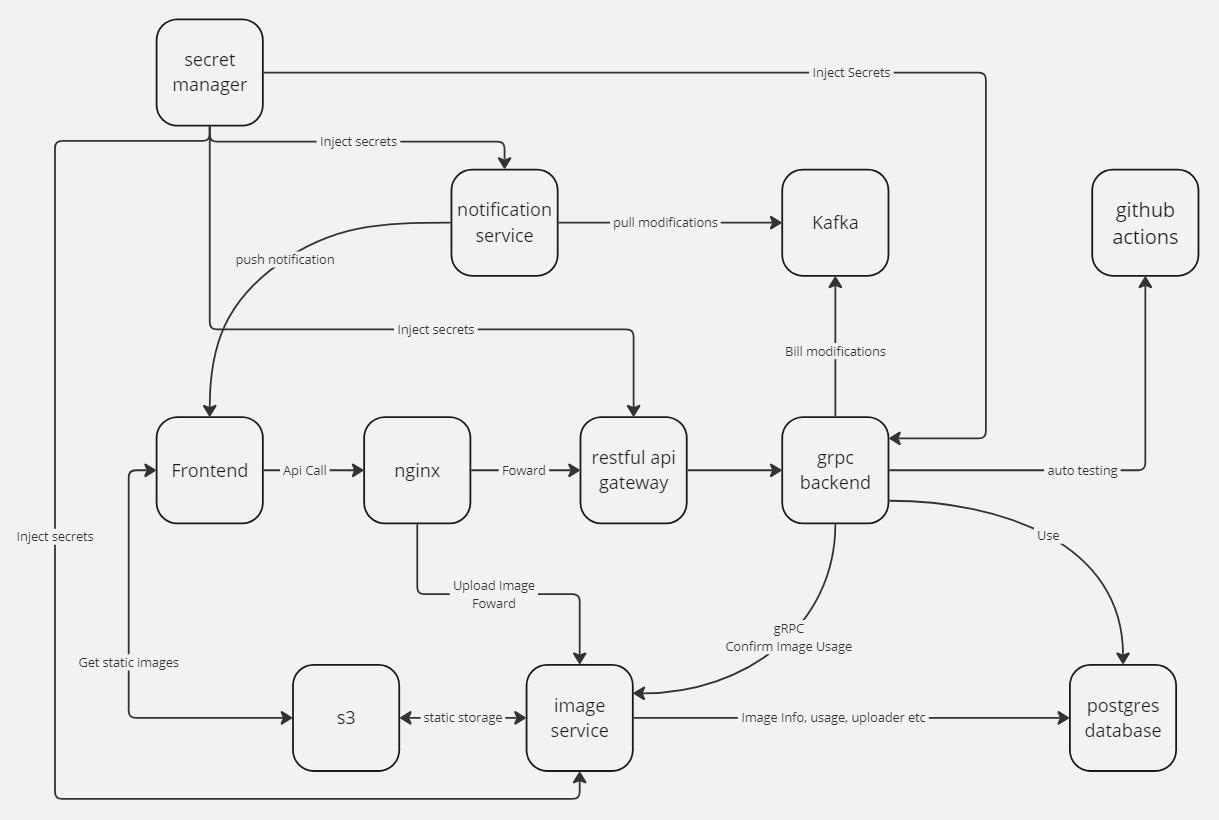 secret
manager
Inject Secrets
Inject secrets
notification
service
pull modifications
Kafka
github
actions
push notification
Inject secrets
Bill modifications
Frontend
Api Call
nginx
Foward
restful api
gateway
grpc
backend
auto testing
Inject secrets
Use
Upload Image
Foward
gRPC
Confirm Image Usage
Get static images
s3
static storage
image
service
Image Info, usage, uploader etc
postgres
database